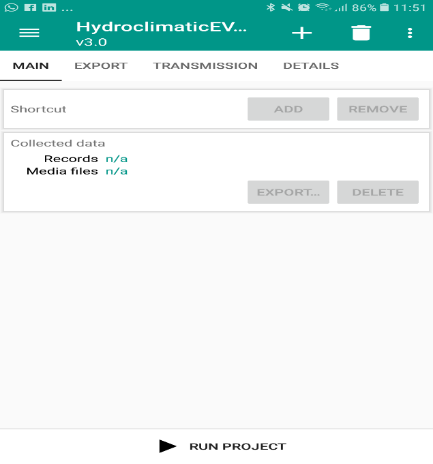 ... 86% 11:51
HydroclimaticEV...
v3.0
MAIN EXPORT TRANSMISSION DETAILS
Shortcut ADD REMOVE
Collected data
Records n/a
Media files n/a
EXPORT... DELETE
RUN PROJECT